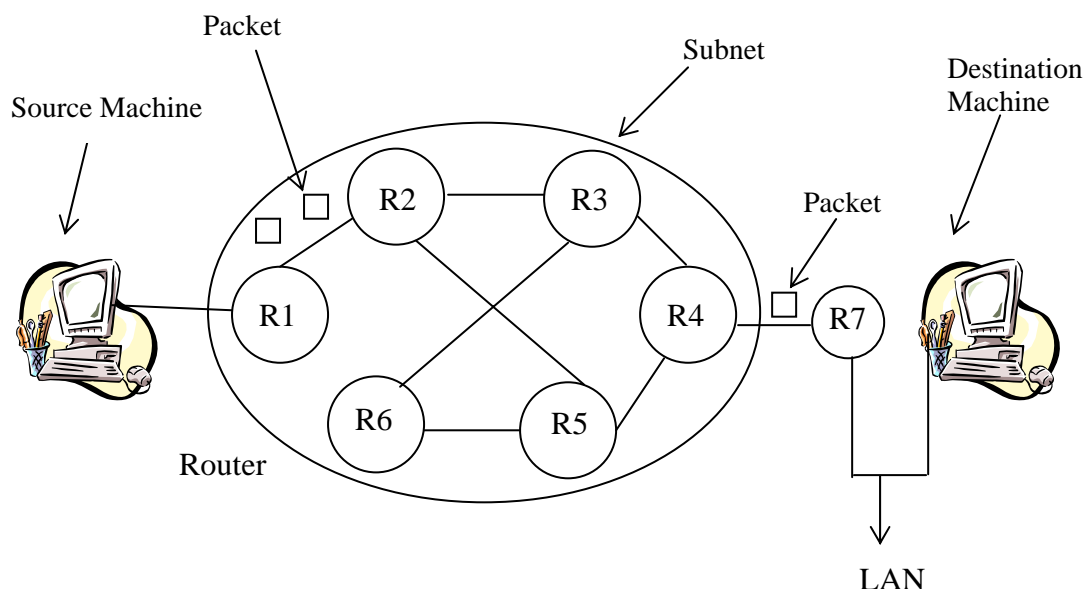 Packet
Subnet
Destination
Machine
Source Machine
R2
R3
Packet
R1
R4
R7
R6
R5
Router
LAN